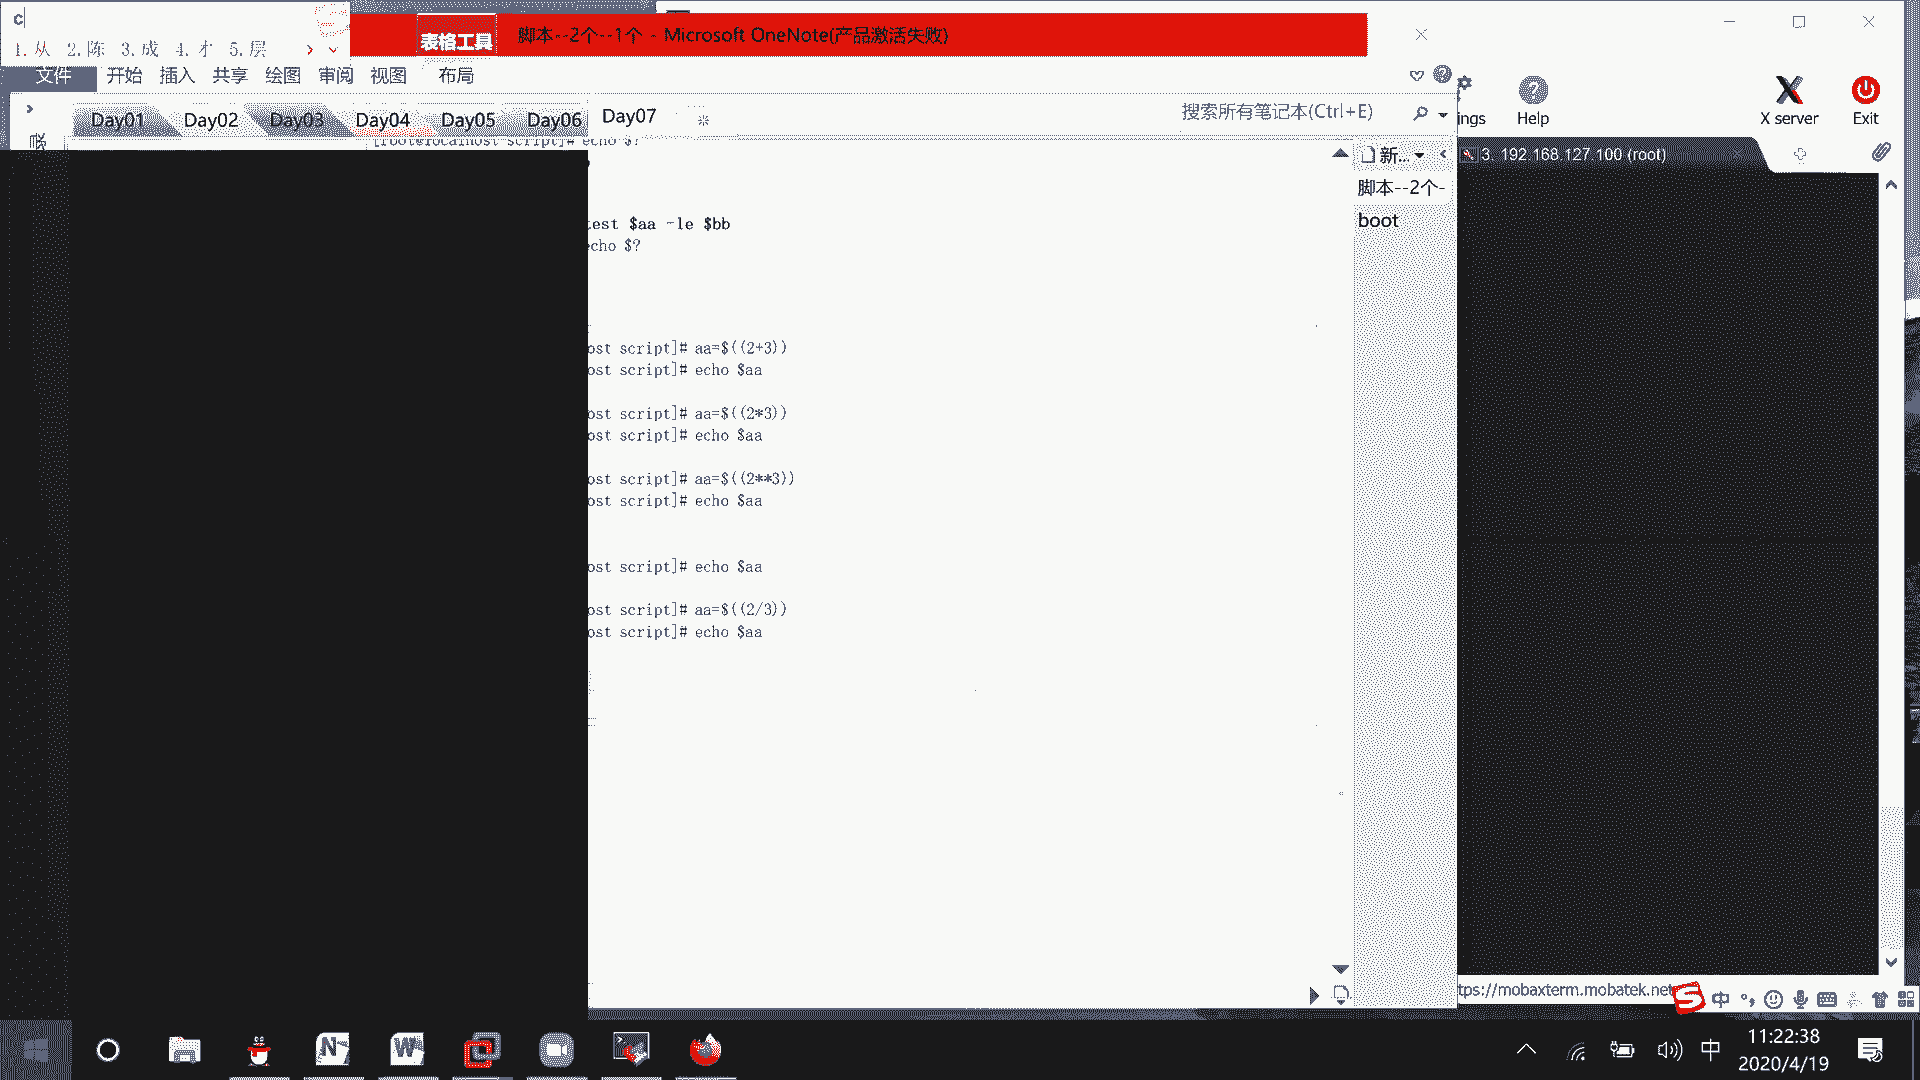 c
1.从 2.陈 3.成 4.才 5.层
表格工具
脚本--2个--1个 - Microsoft OneNote(产品激活失败)
文件 开始 插入 共享 绘图 审阅 视图 布局
ings Help X server Exit
Day01 Day02 Day03 Day04 Day05 Day06 Day07
搜索所有笔记本(Ctrl+E)
[root@localhost script]# echo $?
新...
3. 192.168.127.100 (root)
脚本--2个-
boot
test $aa -le $bb
echo $?
ost script]# aa=$((2+3))
ost script]# echo $aa
ost script]# aa=$((2*3))
ost script]# echo $aa
ost script]# aa=$((2**3))
ost script]# echo $aa
ost script]# echo $aa
ost script]# aa=$((2/3))
ost script]# echo $aa
tps://mobaxterm.mobatek.net
中
中
11:22:38
2020/4/19